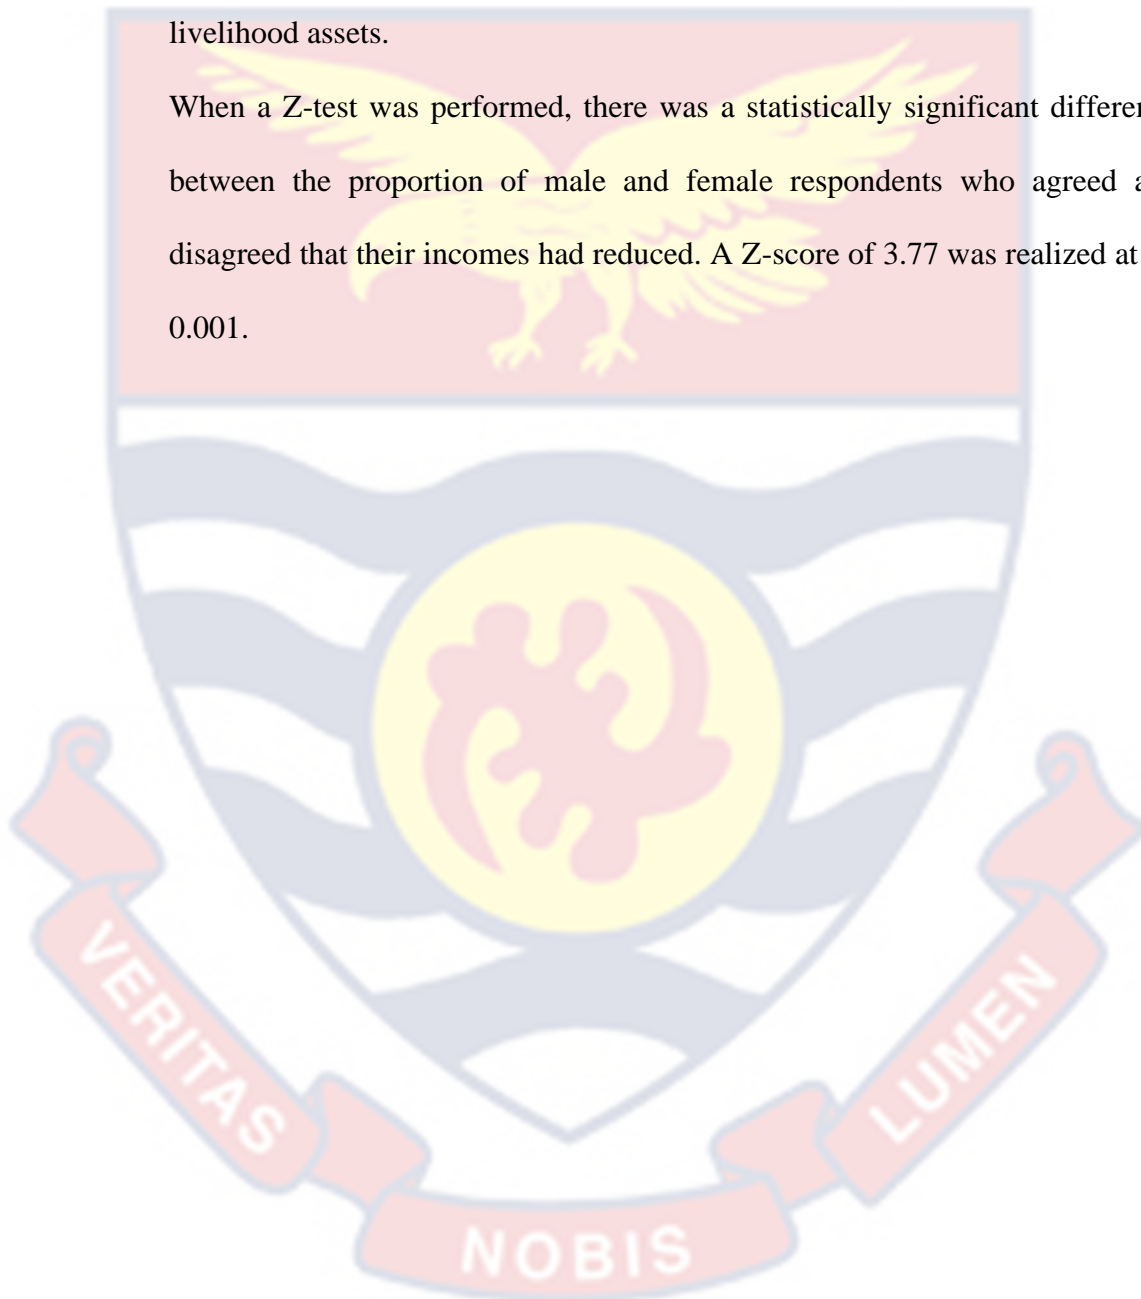 livelihood assets.
When a Z-test was performed, there was a statistically significant differen
between the proportion of male and female respondents who agreed a
disagreed that their incomes had reduced. A Z-score of 3.77 was realized at
0.001.
VERITAS
NOBIS
LUMEN